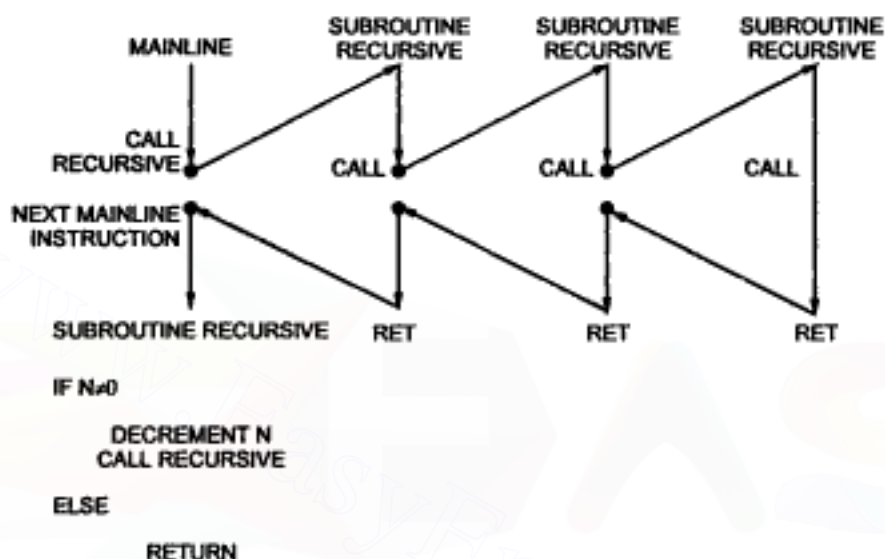 MAINLINE
SUBROUTINE
RECURSIVE
SUBROUTINE
RECURSIVE
SUBROUTINE
RECURSIVE
CALL
RECURSIVE
CALL
CALL
CALL
NEXT MAINLINE
INSTRUCTION
SUBROUTINE RECURSIVE
RET
RET
RET
IF N≠0
DECREMENT N
CALL RECURSIVE
ELSE
RETURN